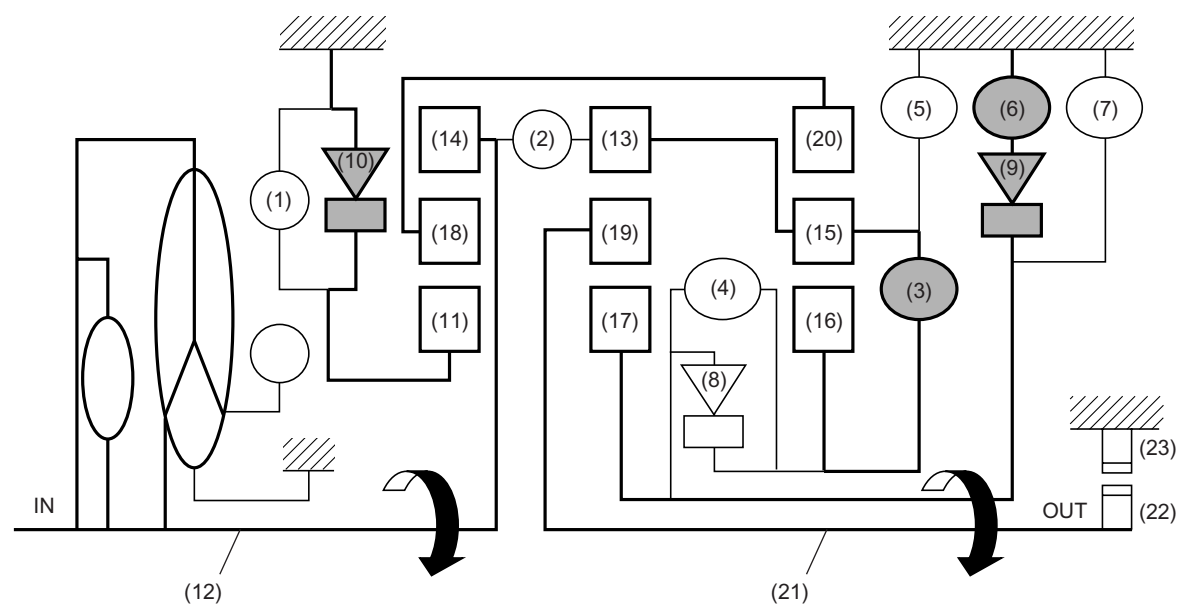 (5) (6) (7)
(14) (2) (13) (20)
(10) (9)
(1)
(18) (19) (15)
(4) (3)
(11) (17) (16)
(8)
(23)
IN OUT (22)
(12) (21)